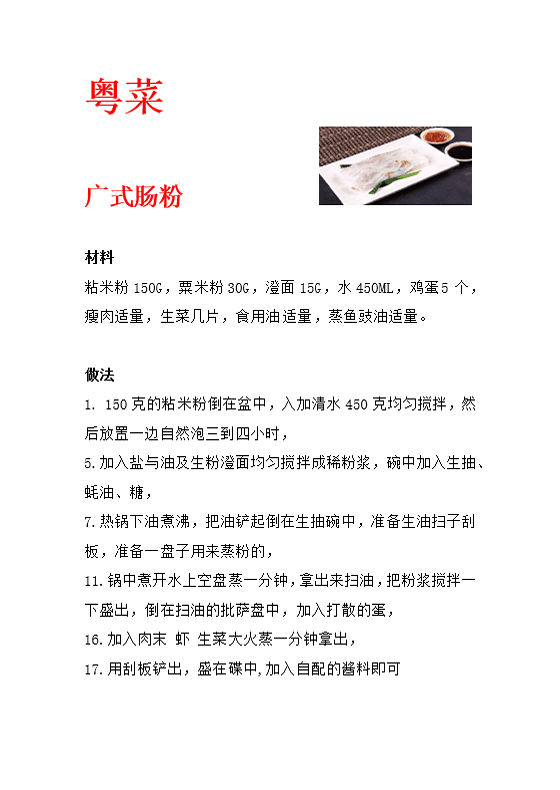 粤菜
广式肠粉
材料
粘米粉 150G，粟米粉 30G，澄面 15G，水 450ML，鸡蛋 5 个，
瘦肉适量，生菜几片，食用油适量，蒸鱼豉油适量。
做法
1. 150 克的粘米粉倒在盆中，入加清水 450 克均匀搅拌，然
后放置一边自然泡三到四小时，
5.加入盐与油及生粉澄面均匀搅拌成稀粉浆，碗中加入生抽、
蚝油、糖，
7.热锅下油煮沸，把油铲起倒在生抽碗中，准备生油扫子刮
板，准备一盘子用来蒸粉的，
11.锅中煮开水上空盘蒸一分钟，拿出来扫油，把粉浆搅拌一
下盛出，倒在扫油的批萨盘中，加入打散的蛋，
16.加入肉末 虾 生菜大火蒸一分钟拿出，
17.用刮板铲出，盛在碟中,加入自配的酱料即可